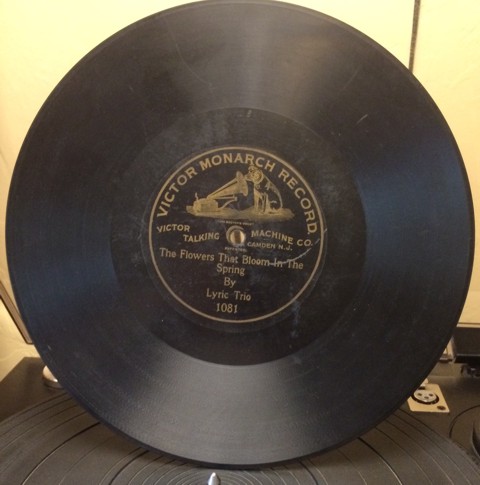 VICTOR MONARCH RECORD
VICTOR
TALKING MACHINE CO.
CAMDEN N.J.
The Flowers That Bloom In The
Spring
By
Lyric Trio
1081